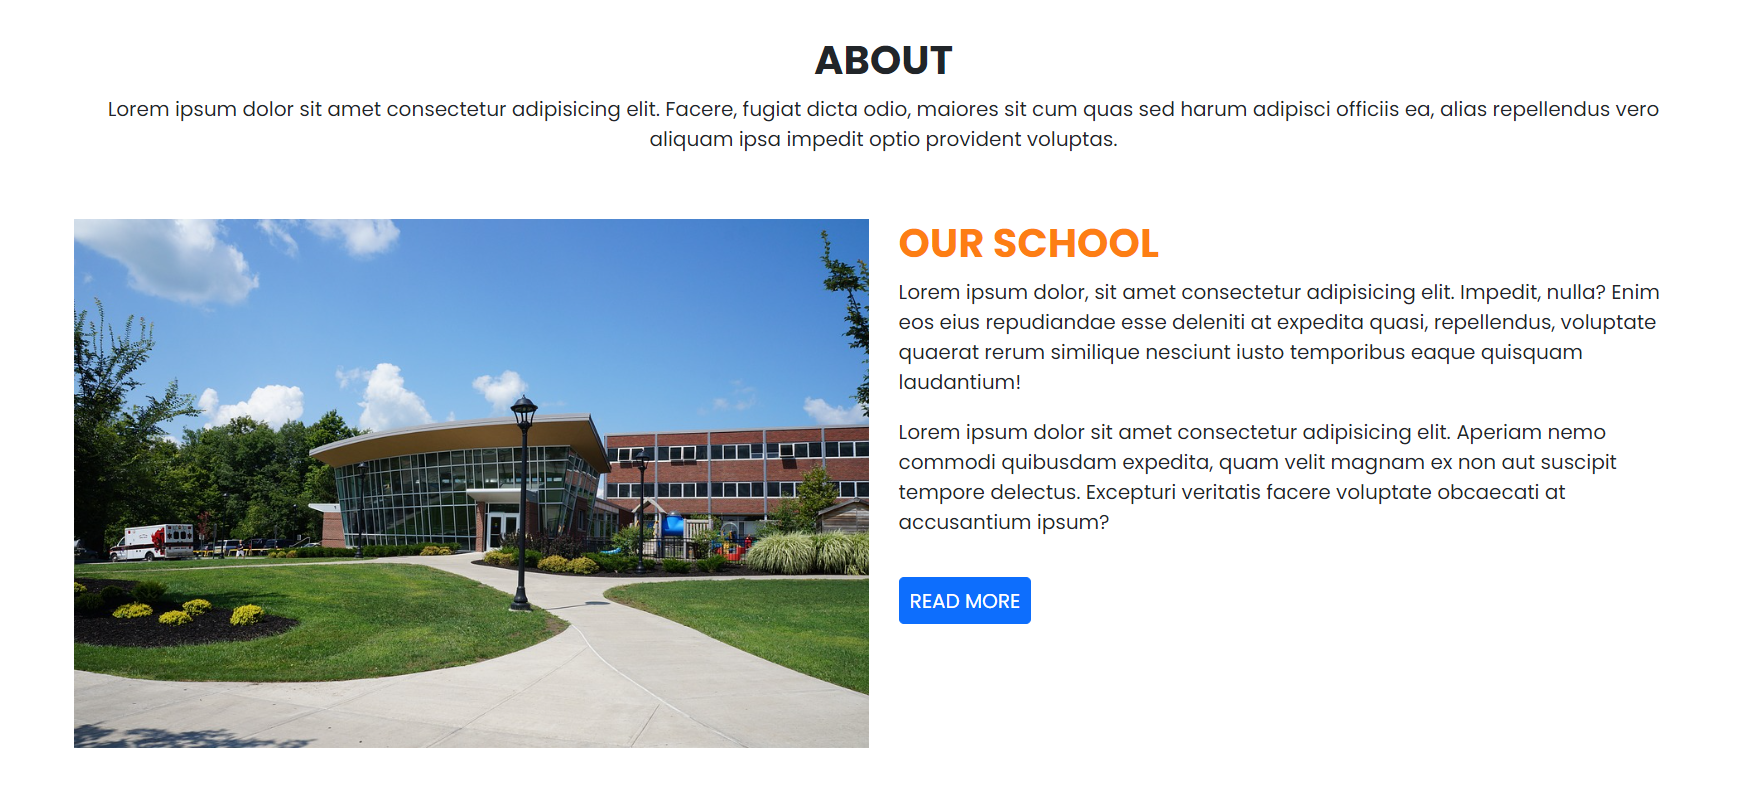 ABOUT
Lorem ipsum dolor sit amet consectetur adipisicing elit. Facere, fugiat dicta odio, maiores sit cum quas sed harum adipisci officiis ea, alias repellendus vero
aliquam ipsa impedit optio provident voluptas.
OUR SCHOOL
Lorem ipsum dolor, sit amet consectetur adipisicing elit. Impedit, nulla? Enim
eos eius repudiandae esse deleniti at expedita quasi, repellendus, voluptate
quaerat rerum similique nesciunt iusto temporibus eaque quisquam
laudantium!
Lorem ipsum dolor sit amet consectetur adipisicing elit. Aperiam nemo
commodi quibusdam expedita, quam velit magnam ex non aut suscipit
tempore delectus. Excepturi veritatis facere voluptate obcaecati at
accusantium ipsum?
READ MORE